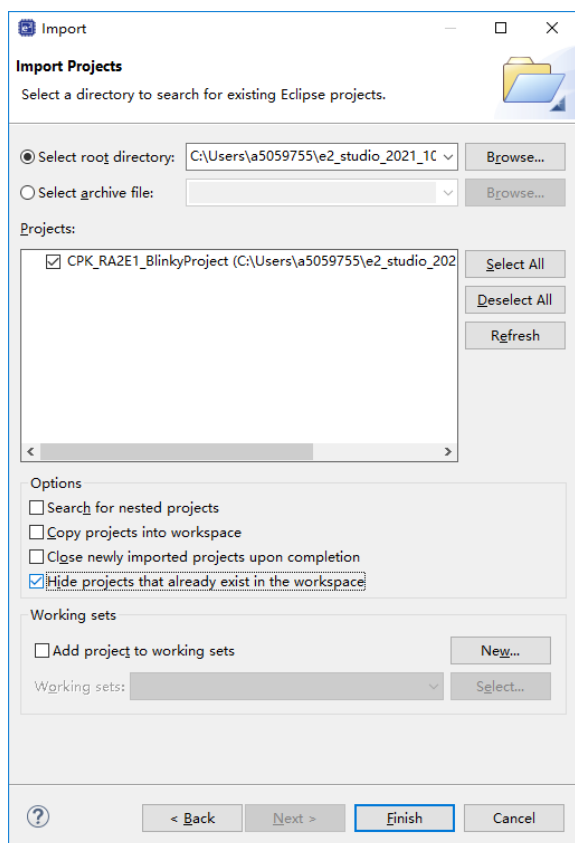 Import
Import Projects
Select a directory to search for existing Eclipse projects.
Select root directory: C:\Users\a5059755\e2_studio_2021_10 Browse...
Select archive file: Browse...
Projects:
CPK_RA2E1_BlinkyProject (C:\Users\a5059755\e2_studio_202
Select All
Deselect All
Refresh
Options
Search for nested projects
Copy projects into workspace
Close newly imported projects upon completion
Hide projects that already exist in the workspace
Working sets
Add project to working sets New...
Working sets: Select...
? < Back Next > Finish Cancel